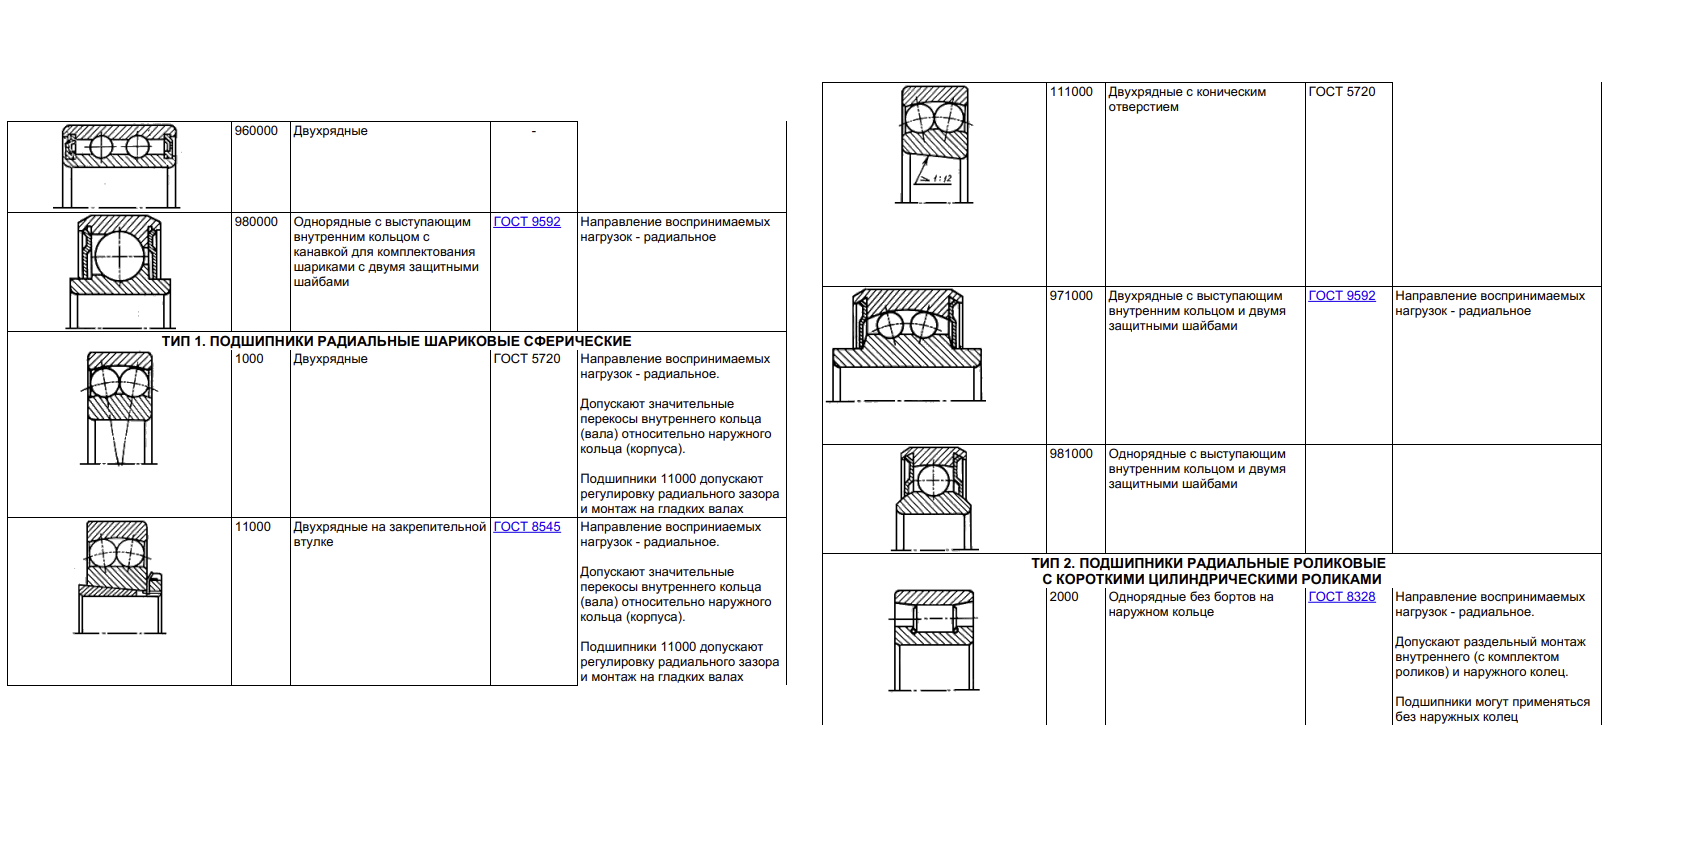 960000
Двухрядные
-
980000
Однорядные с выступающим
внутренним кольцом с
канавкой для комплектования
шариками с двумя защитными
шайбами
ГОСТ 9592
Направление воспринимаемых
нагрузок - радиальное
ТИП 1. ПОДШИПНИКИ РАДИАЛЬНЫЕ ШАРИКОВЫЕ СФЕРИЧЕСКИЕ
1000
Двухрядные
ГОСТ 5720
Направление воспринимаемых
нагрузок - радиальное.
Допускают значительные
перекосы внутреннего кольца
(вала) относительно наружного
кольца (корпуса).
Подшипники 11000 допускают
регулировку радиального зазора
и монтаж на гладких валах
11000
Двухрядные на закрепительной
втулке
ГОСТ 8545
Направление восприниаемых
нагрузок - радиальное.
Допускают значительные
перекосы внутреннего кольца
(вала) относительно наружного
кольца (корпуса).
Подшипники 11000 допускают
регулировку радиального зазора
и монтаж на гладких валах
111000
Двухрядные с коническим
отверстием
ГОСТ 5720
1:12
971000
Двухрядные с выступающим
внутренним кольцом и двумя
защитными шайбами
ГОСТ 9592
Направление воспринимаемых
нагрузок - радиальное
981000
Однорядные с выступающим
внутренним кольцом и двумя
защитными шайбами
ТИП 2. ПОДШИПНИКИ РАДИАЛЬНЫЕ РОЛИКОВЫЕ
С КОРОТКИМИ ЦИЛИНДРИЧЕСКИМИ РОЛИКАМИ
2000
Однорядные без бортов на
наружном кольце
ГОСТ 8328
Направление воспринимаемых
нагрузок - радиальное.
Допускают раздельный монтаж
внутреннего (с комплектом
роликов) и наружного колец.
Подшипники могут применяться
без наружных колец